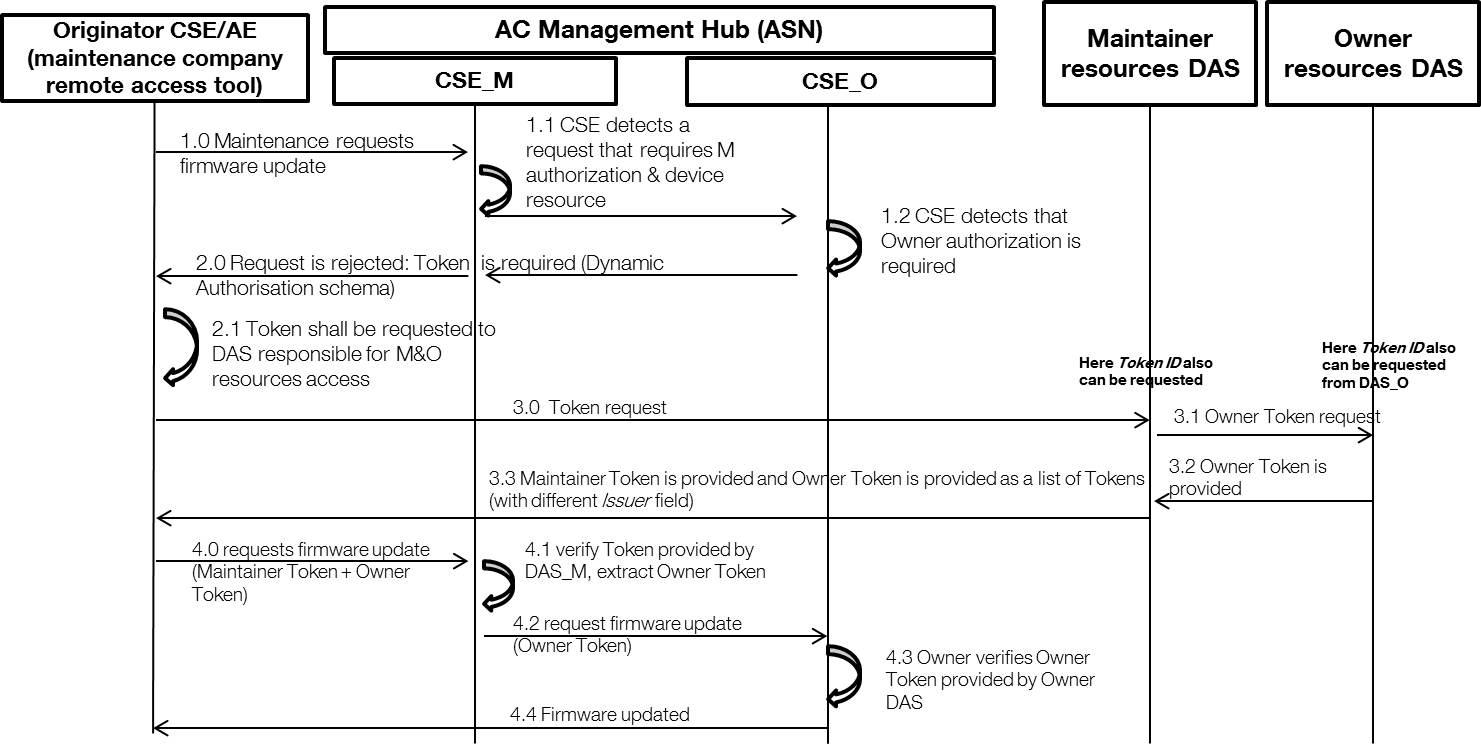 Originator CSE/AE
(maintenance company
remote access tool)
AC Management Hub (ASN)
CSE_M
CSE_O
Maintainer
resources DAS
Owner
resources DAS
1.0 Maintenance requests
firmware update
1.1 CSE detects a
request that requires M
authorization & device
resource
1.2 CSE detects that
Owner authorization is
required
2.0 Request is rejected: Token is required (Dynamic
Authorisation schema)
2.1 Token shall be requested to
DAS responsible for M&O
resources access
Here Token ID also
can be requested
Here Token ID also
can be requested
from DAS_O
3.0 Token request
3.1 Owner Token request
3.2 Owner Token is
provided
3.3 Maintainer Token is provided and Owner Token is provided as a list of Tokens
(with different Issuer field)
4.0 requests firmware update
(Maintainer Token + Owner
Token)
4.1 verify Token provided by
DAS_M, extract Owner Token
4.2 request firmware update
(Owner Token)
4.3 Owner verifies Owner
Token provided by Owner
DAS
4.4 Firmware updated